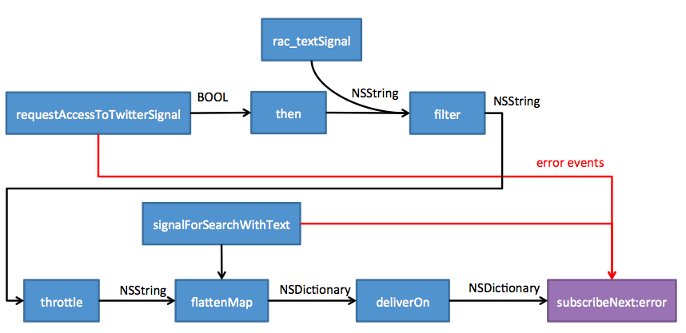 rac_textSignal
NSString
NSString
BOOL
requestAccessToTwitterSignal
then
filter
error events
signalForSearchWithText
NSString
NSDictionary
NSDictionary
throttle
flattenMap
deliverOn
subscribeNext:error